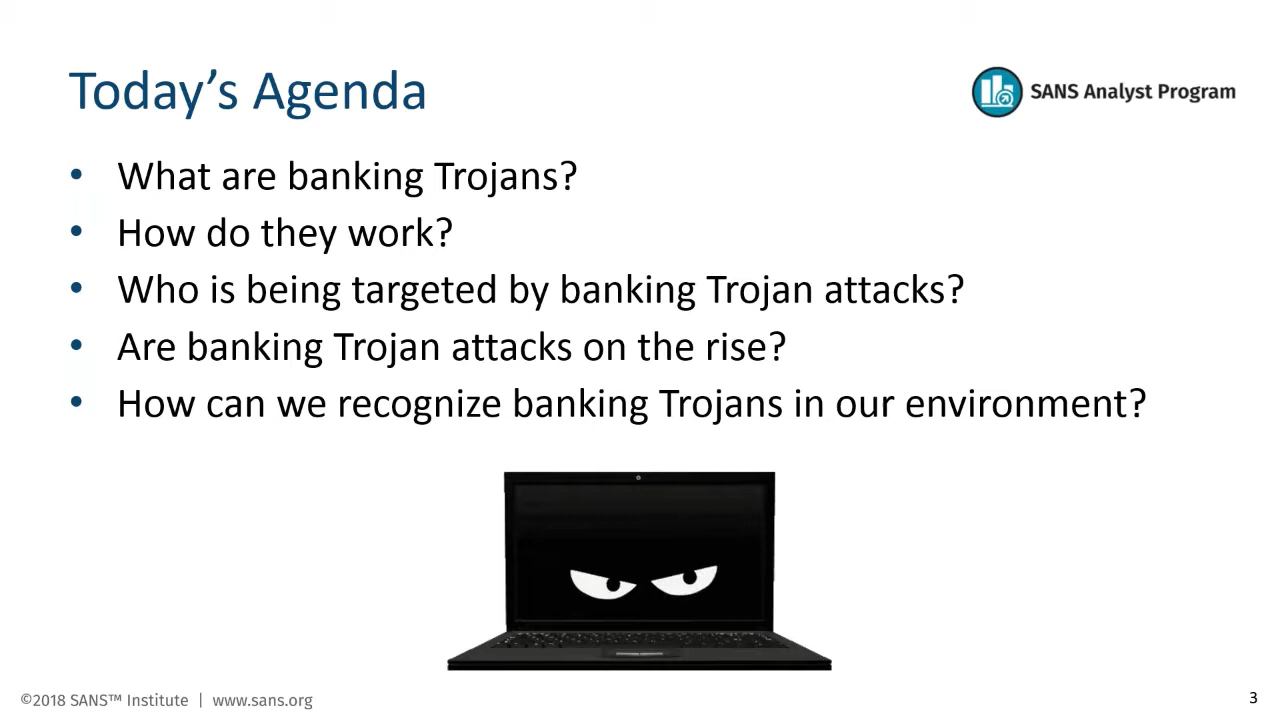 Today’s Agenda
SANS Analyst Program
• What are banking Trojans?
• How do they work?
• Who is being targeted by banking Trojan attacks?
• Are banking Trojan attacks on the rise?
• How can we recognize banking Trojans in our environment?
©2018 SANS™ Institute | www.sans.org
3